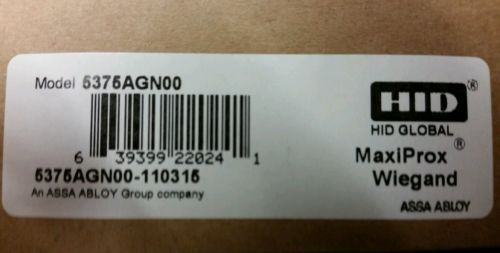 Model 5375AGN00
6 39399 22024 1
5375AGN00-110315
An ASSA ABLOY Group company
HID®
HID GLOBAL
MaxiProx®
Wiegand
ASSA ABLOY